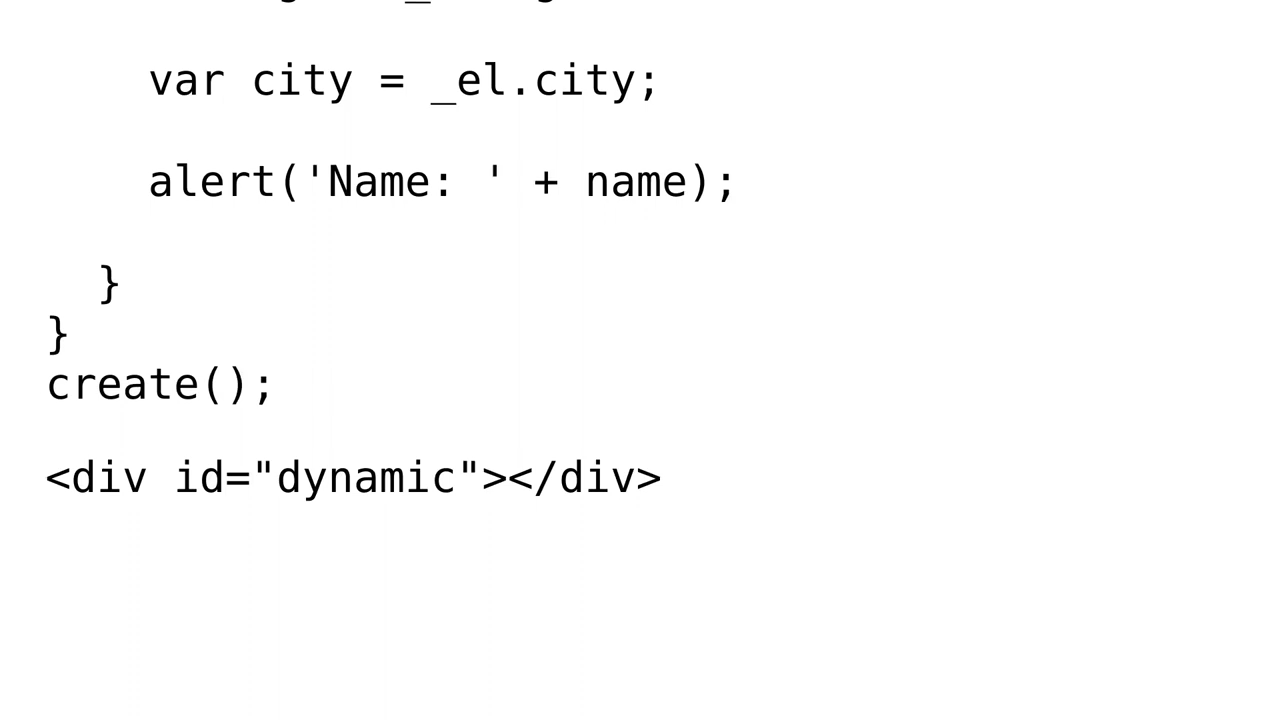 var city = _el.city;
alert('Name: ' + name);
}
}
create();
<div id="dynamic"></div>